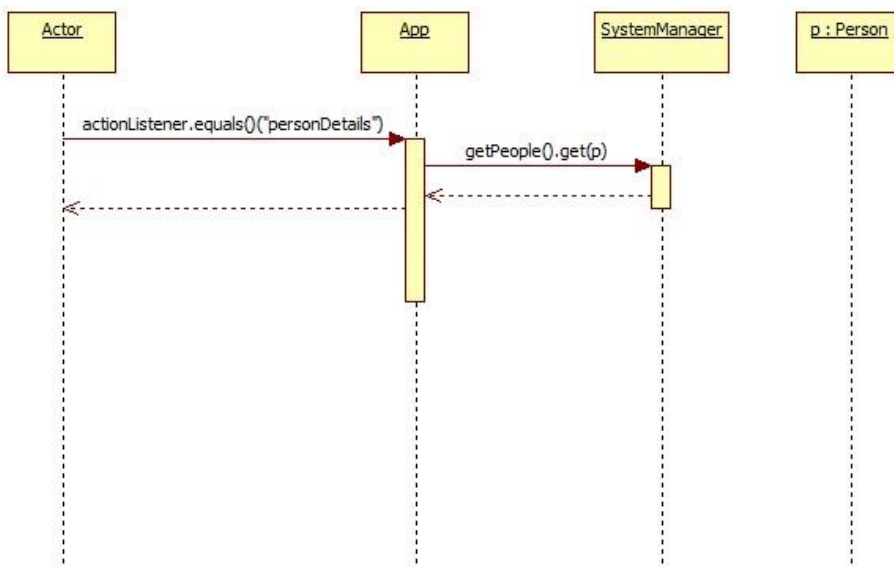 Actor
App
SystemManager
p : Person
actionListener.equals()("personDetails")
getPeople().get(p)